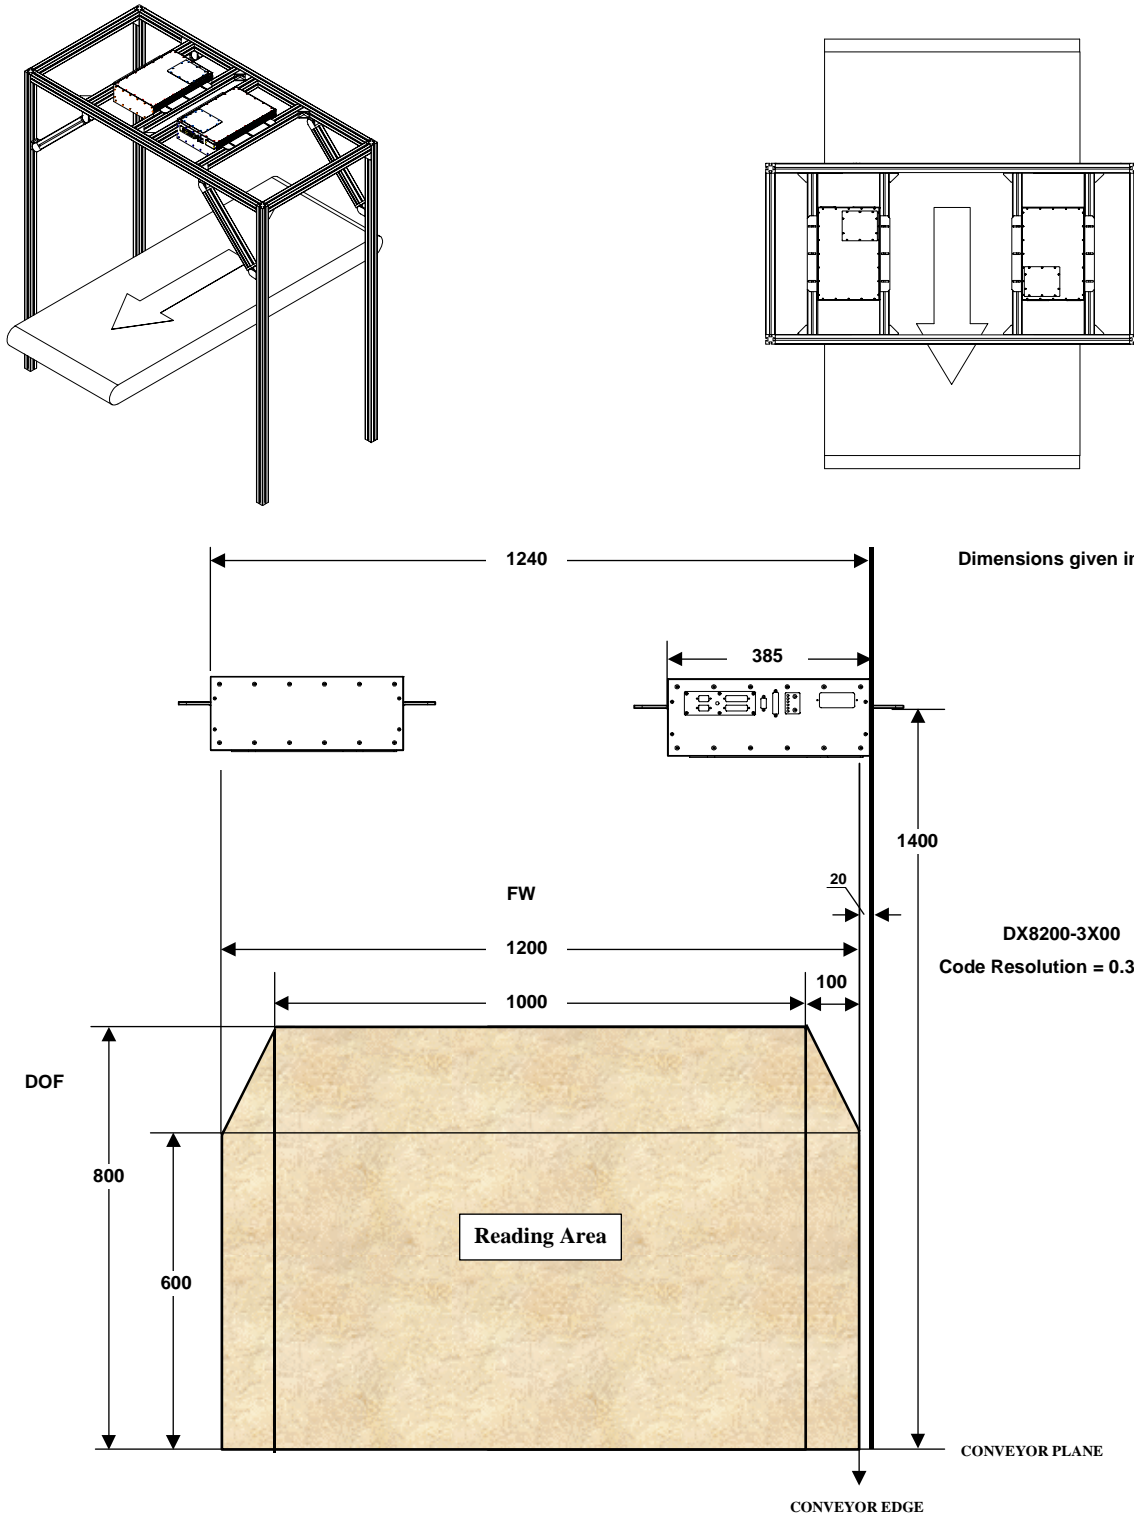 1240
Dimensions given in
385
1400
20
FW
DX8200-3X00
1200
Code Resolution = 0.3
100
1000
DOF
800
Reading Area
600
CONVEYOR PLANE
CONVEYOR EDGE